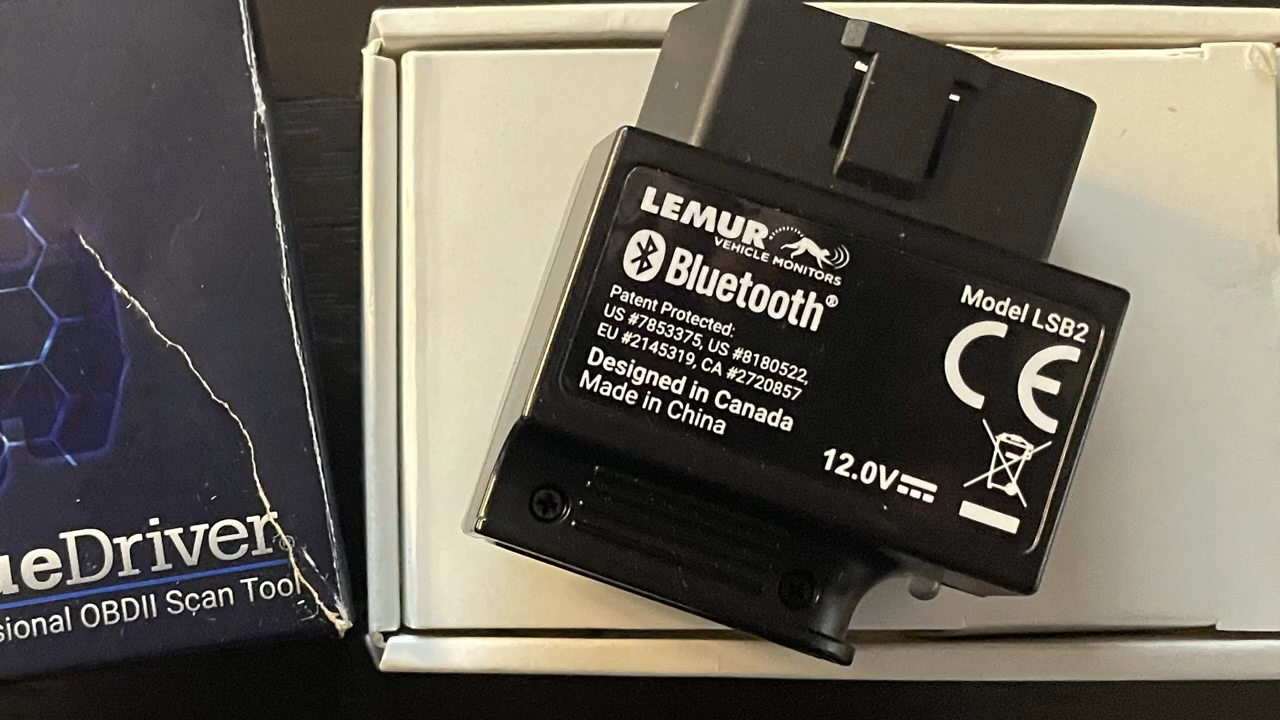 ueDriver®
sional OBDII Scan Tool
LEMUR
VEHICLE MONITORS
Bluetooth®
Patent Protected:
US #7853375, US #8180522,
EU #2145319, CA #2720857
Designed in Canada
Made in China
Model LSB2
CE
12.0V